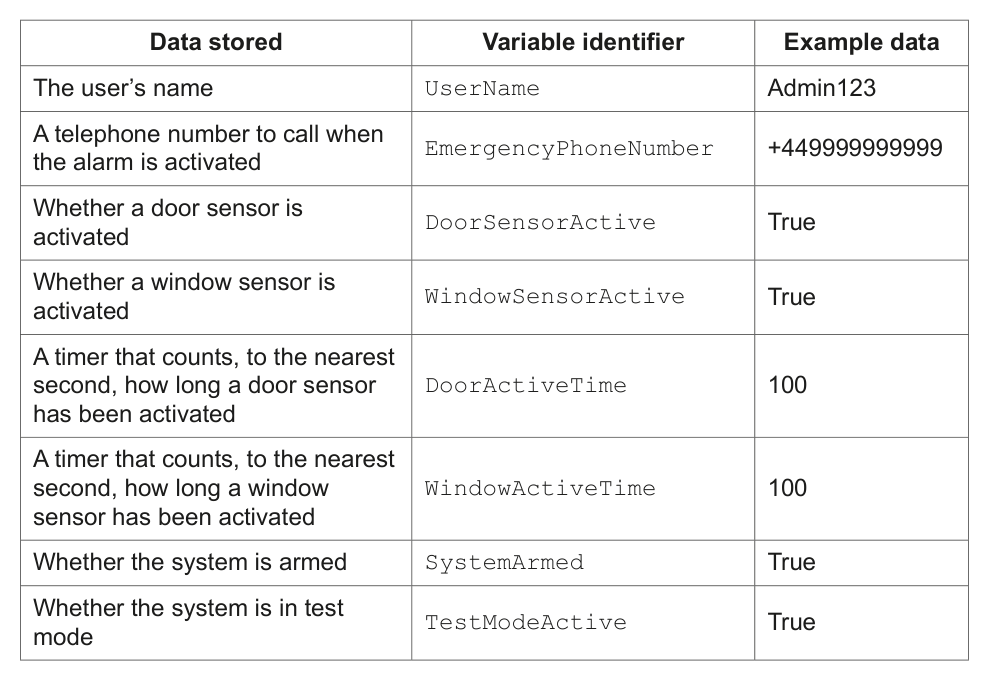 Data stored Variable identifier Example data
The user’s name UserName Admin123
A telephone number to call when
the alarm is activated
EmergencyPhoneNumber +449999999999
Whether a door sensor is
activated
DoorSensorActive True
Whether a window sensor is
activated
WindowSensorActive True
A timer that counts, to the nearest
second, how long a door sensor
has been activated
DoorActiveTime 100
A timer that counts, to the nearest
second, how long a window
sensor has been activated
WindowActiveTime 100
Whether the system is armed SystemArmed True
Whether the system is in test
mode
TestModeActive True